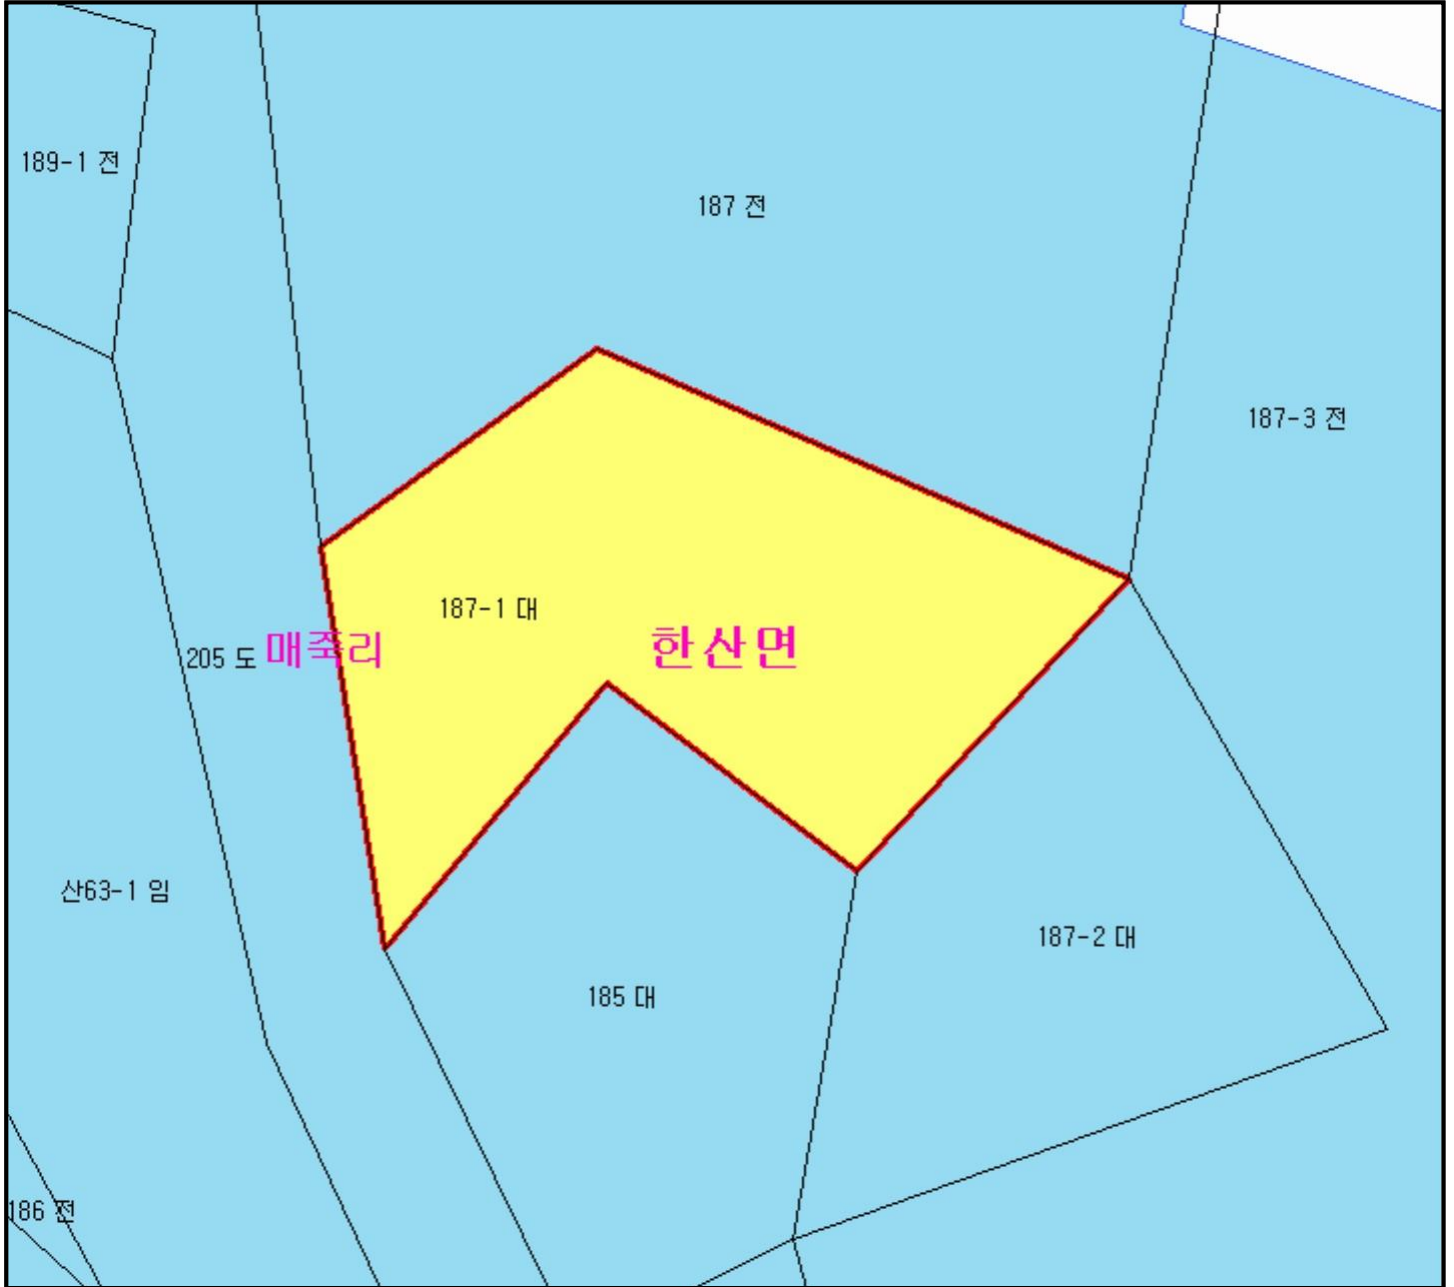 189-1 전
187 전
187-3 전
187-1 대
한산면
매죽리
205 도
산63-1 임
187-2 대
185 대
186 전